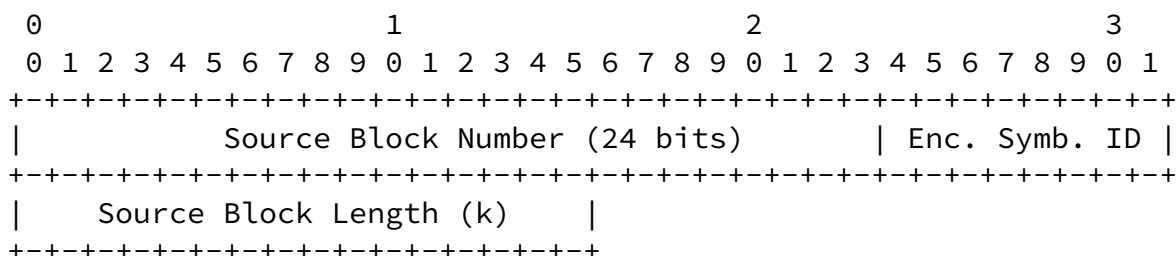 0                   1                   2                   3
0 1 2 3 4 5 6 7 8 9 0 1 2 3 4 5 6 7 8 9 0 1 2 3 4 5 6 7 8 9 0 1
+-+-+-+-+-+-+-+-+-+-+-+-+-+-+-+-+-+-+-+-+-+-+-+-+-+-+-+-+-+-+-+-+
|           Source Block Number (24 bits)       | Enc. Symb. ID |
+-+-+-+-+-+-+-+-+-+-+-+-+-+-+-+-+-+-+-+-+-+-+-+-+-+-+-+-+-+-+-+-+
|    Source Block Length (k)    |
+-+-+-+-+-+-+-+-+-+-+-+-+-+-+-+-+